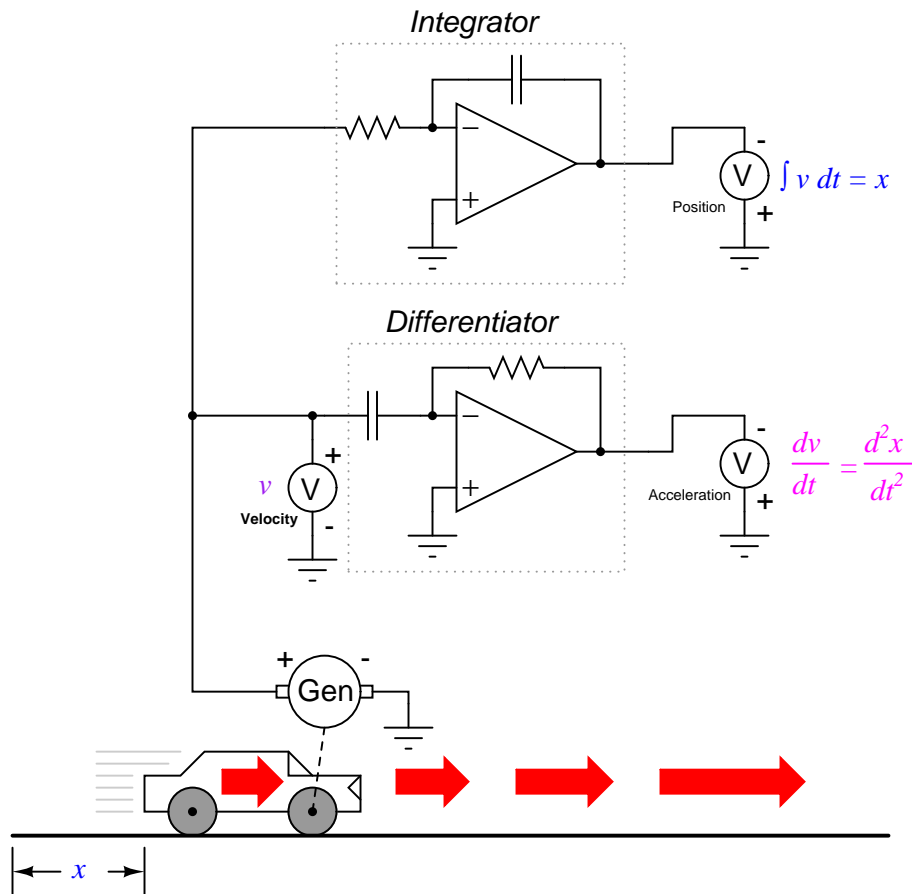 Integrator
−
+
-
V
+
Position
∫ v dt = x
Differentiator
−
+
-
V
+
Acceleration
dv/dt = d²x/dt²
v
+
V
-
Velocity
+
-
Gen
x